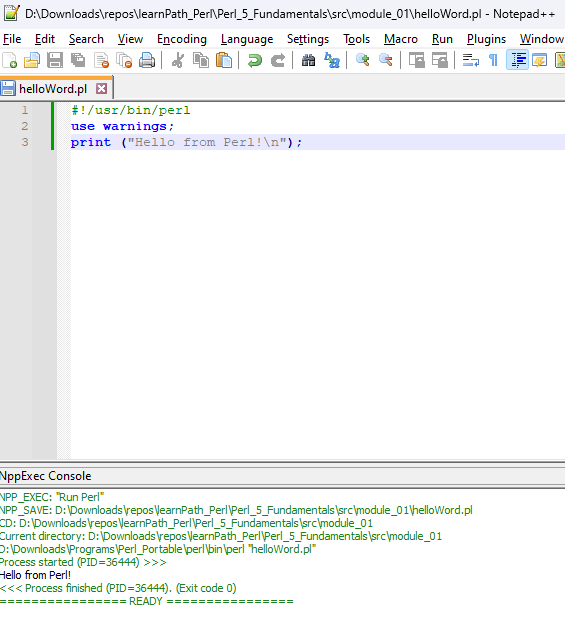 D:\Downloads\repos\learnPath_Perl\Perl_5_Fundamentals\src\module_01\helloWord.pl - Notepad++
File Edit Search View Encoding Language Settings Tools Macro Run Plugins Window
helloWord.pl
1 #!/usr/bin/perl
2 use warnings;
3 print ("Hello from Perl!\n");
NppExec Console
NPP_EXEC: "Run Perl"
NPP_SAVE: D:\Downloads\repos\learnPath_Perl\Perl_5_Fundamentals\src\module_01\helloWord.pl
CD: D:\Downloads\repos\learnPath_Perl\Perl_5_Fundamentals\src\module_01
Current directory: D:\Downloads\repos\learnPath_Perl\Perl_5_Fundamentals\src\module_01
D:\Downloads\Programs\Perl_Portable\perl\bin\perl "helloWord.pl"
Process started (PID=36444) >>>
Hello from Perl!
<<< Process finished (PID=36444). (Exit code 0)
================ READY ================